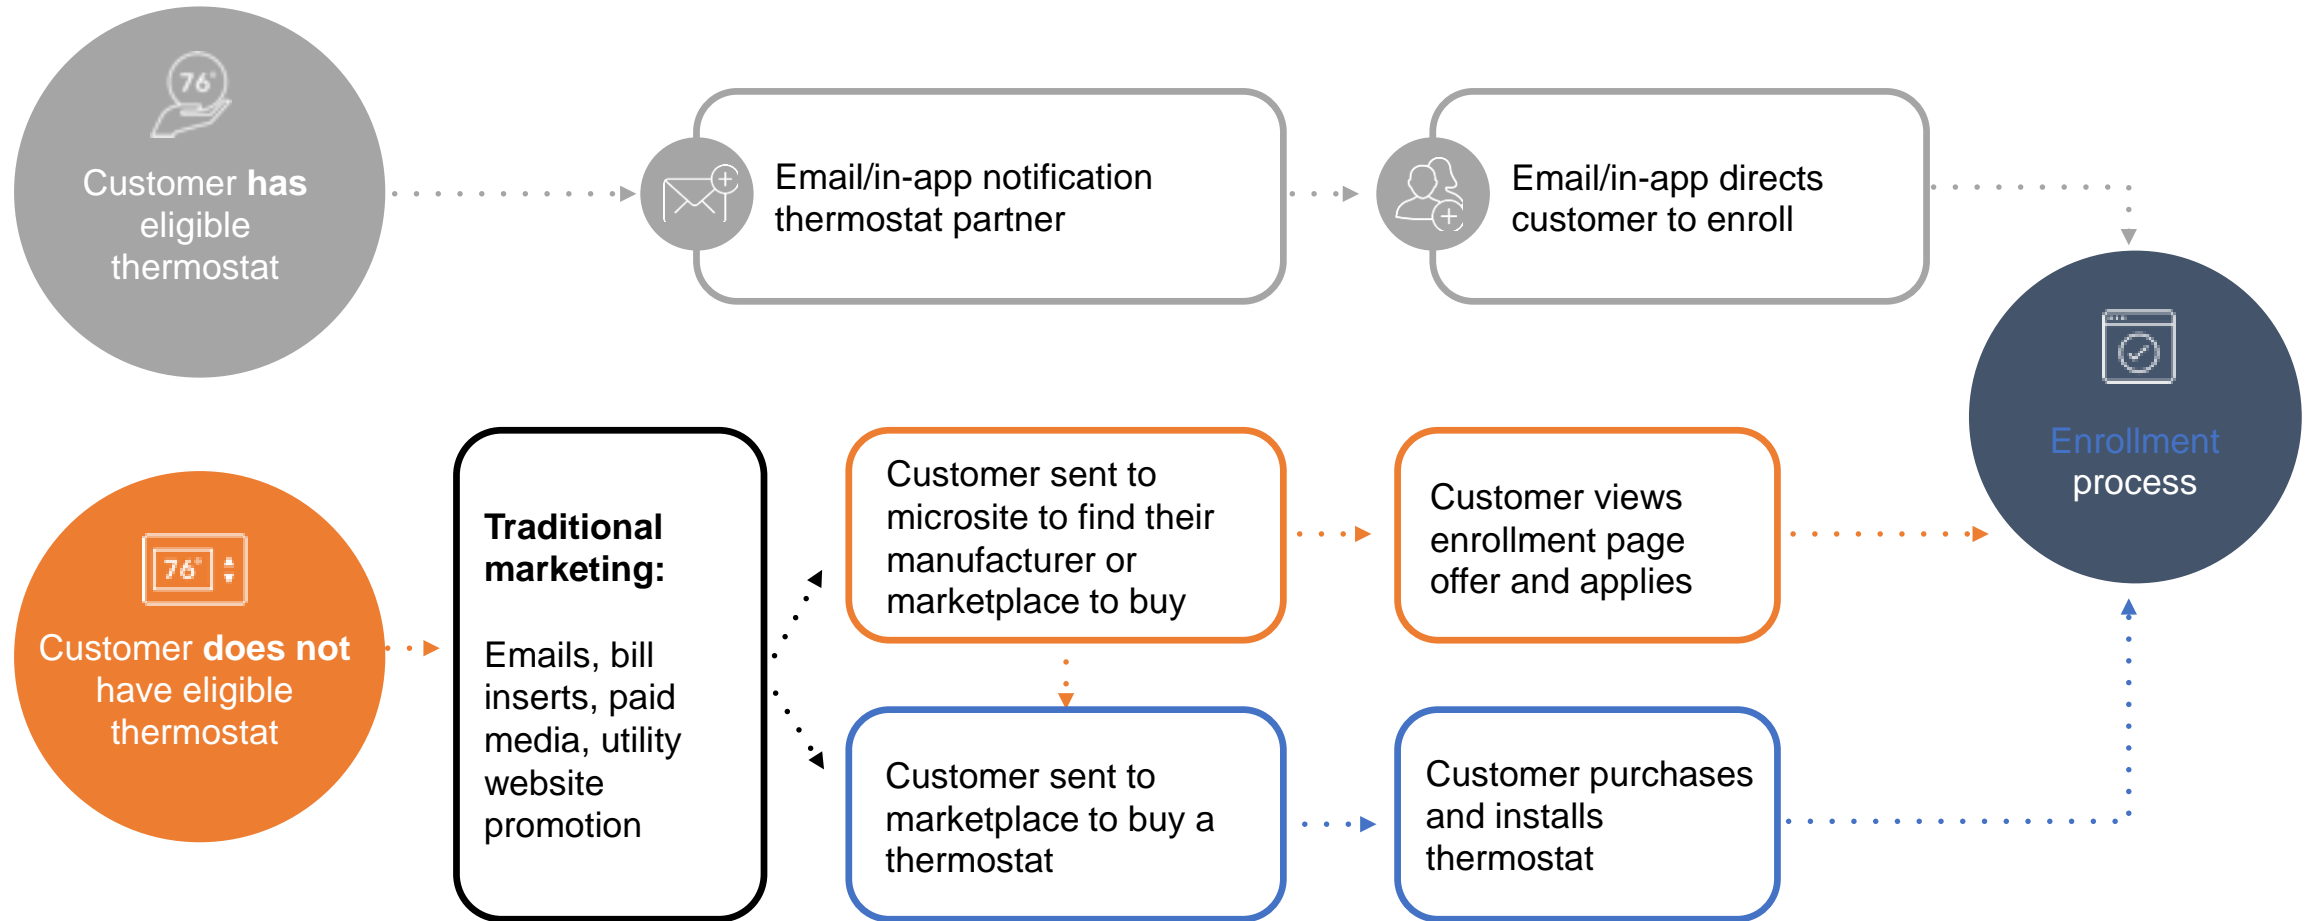 76°
Customer has
eligible
thermostat
Email/in-app notification
thermostat partner
Email/in-app directs
customer to enroll
Enrollment
process
76°
Customer does not
have eligible
thermostat
Traditional
marketing:
Emails, bill
inserts, paid
media, utility
website
promotion
Customer sent to
microsite to find their
manufacturer or
marketplace to buy
Customer views
enrollment page
offer and applies
Customer sent to
marketplace to buy a
thermostat
Customer purchases
and installs
thermostat